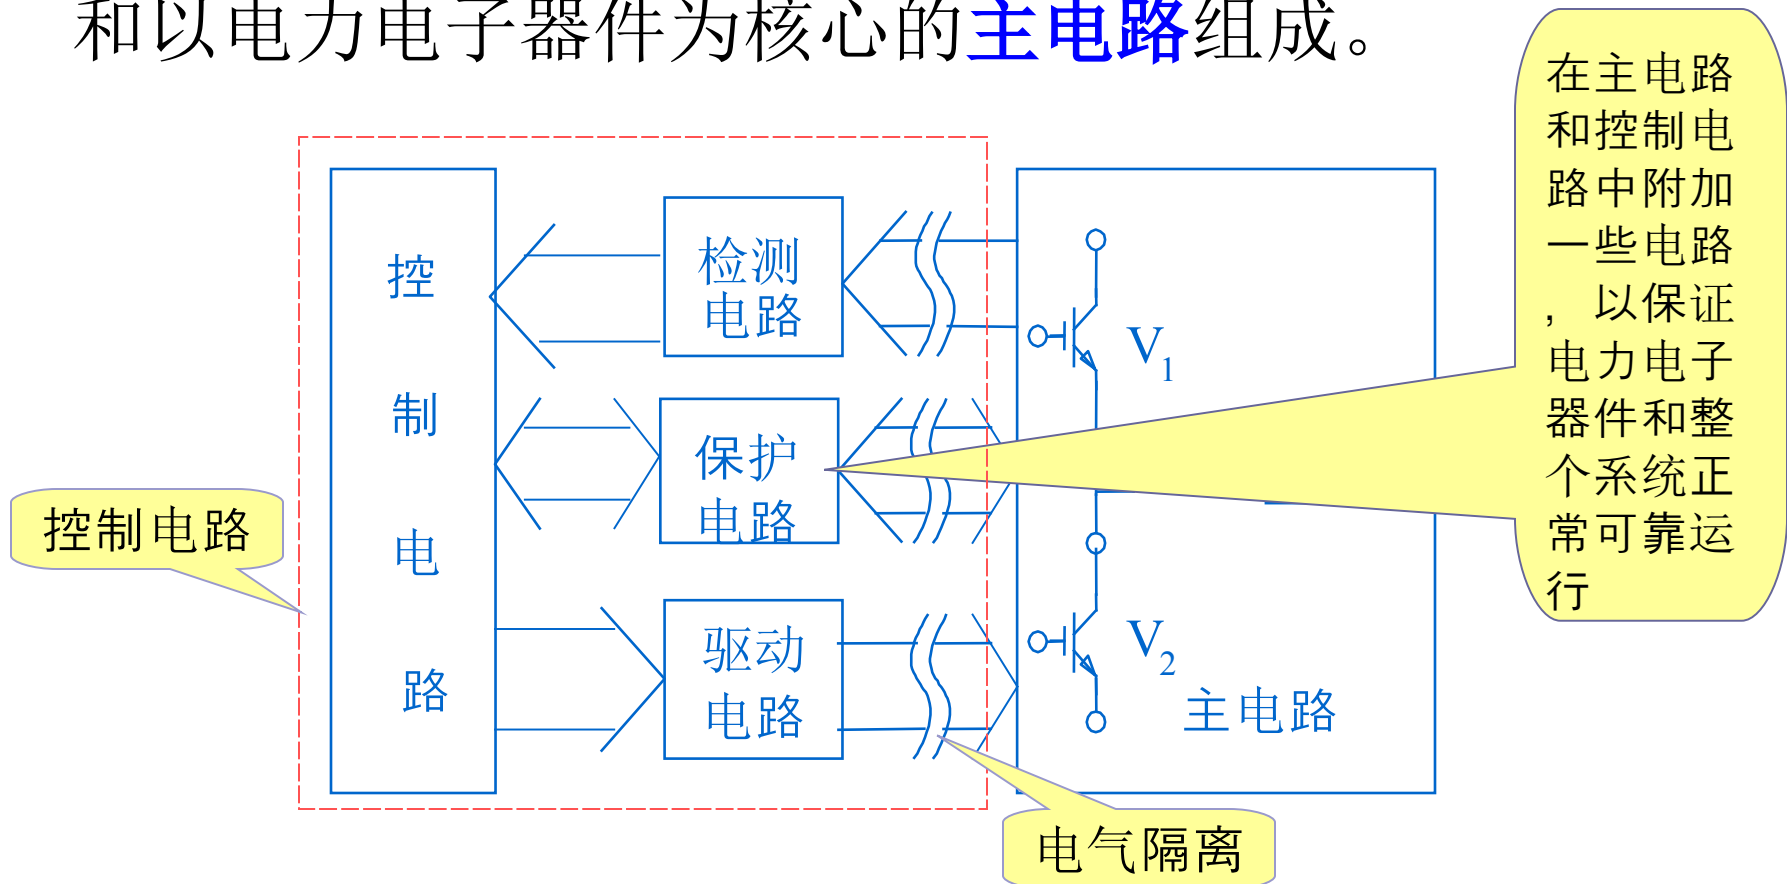 和以电力电子器件为核心的主电路组成。
在主电路
和控制电
路中附加
一些电路
，以保证
电力电子
器件和整
个系统正
常可靠运
行
控
制
电
路
检测
电路
保护
电路
驱动
电路
V1
V2
主电路
控制电路
电气隔离